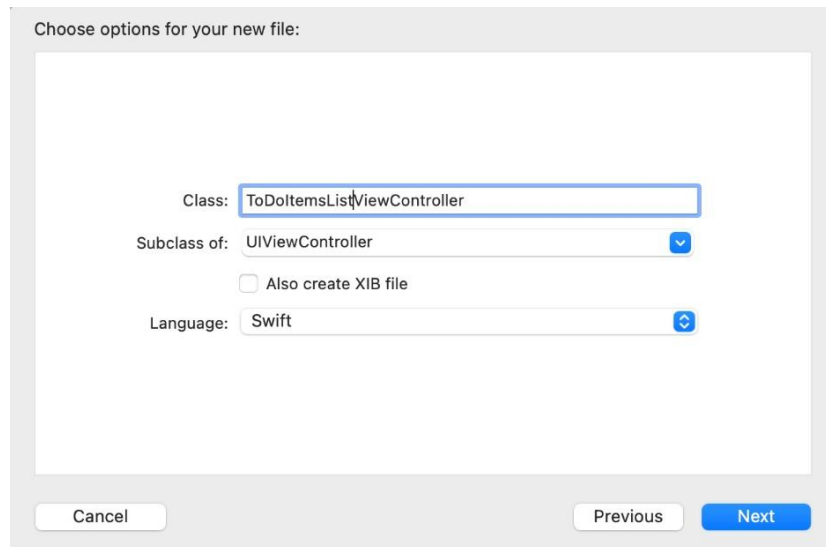 Choose options for your new file:
Class: ToDoItemsListViewController
Subclass of: UIViewController
Also create XIB file
Language: Swift
Cancel Previous Next